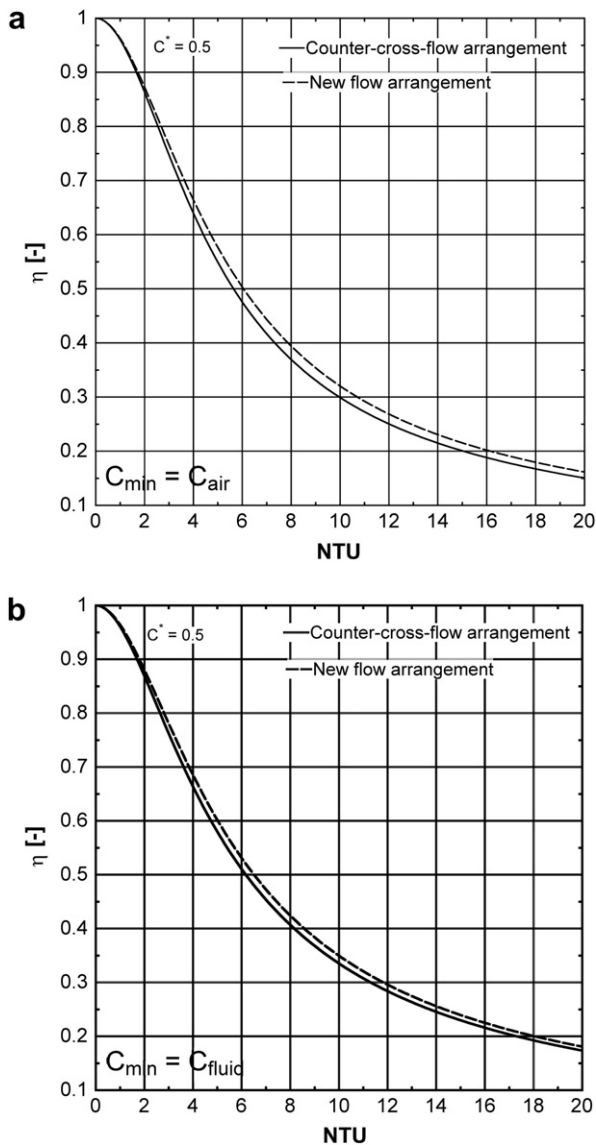 a
1
C* = 0.5
Counter-cross-flow arrangement
0.9
New flow arrangement
0.8
0.7
0.6
η [-]
0.5
0.4
0.3
0.2
Cmin = Cair
0.1
0 2 4 6 8 10 12 14 16 18 20
NTU
b
1
C* = 0.5
Counter-cross-flow arrangement
0.9
New flow arrangement
0.8
0.7
0.6
η [-]
0.5
0.4
0.3
0.2
Cmin = Cfluid
0.1
0 2 4 6 8 10 12 14 16 18 20
NTU